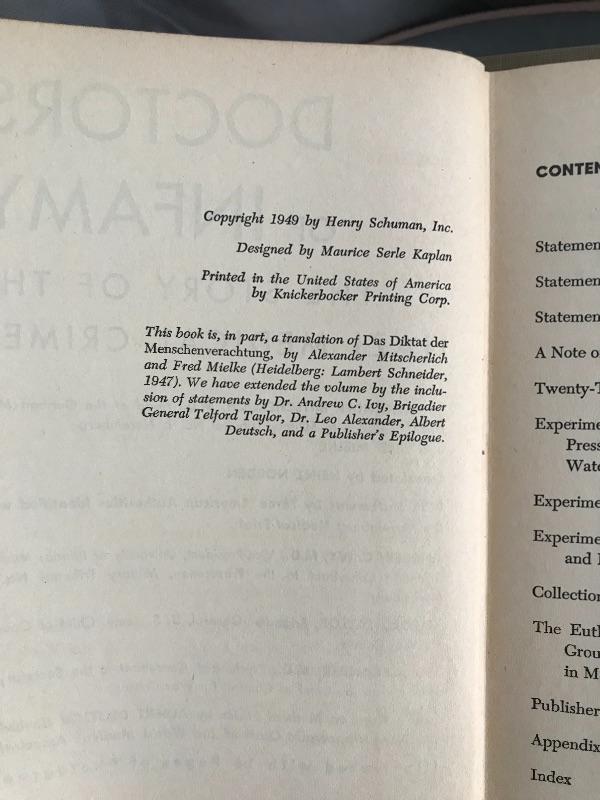 Copyright 1949 by Henry Schuman, Inc.
Designed by Maurice Serle Kaplan
Printed in the United States of America
by Knickerbocker Printing Corp.
This book is, in part, a translation of Das Diktat der
Menschenverachtung, by Alexander Mitscherlich
and Fred Mielke (Heidelberg: Lambert Schneider,
1947). We have extended the volume by the inclu-
sion of statements by Dr. Andrew C. Ivy, Brigadier
General Telford Taylor, Dr. Leo Alexander, Albert
Deutsch, and a Publisher's Epilogue.
CONTEN
Statemen
Statemen
Statemen
A Note o
Twenty-T
Experime
Press
Wate
Experime
Experime
and
Collection
The Eut
Grou
in M
Publisher
Appendix
Index